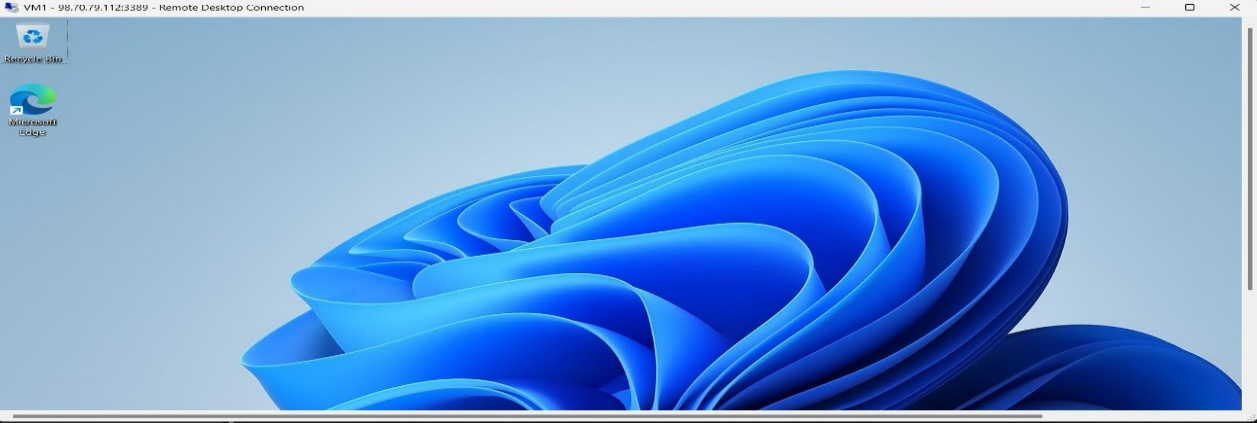 VM1 - 98.70.79.112:3389 - Remote Desktop Connection
Recycle Bin
Microsoft
Edge